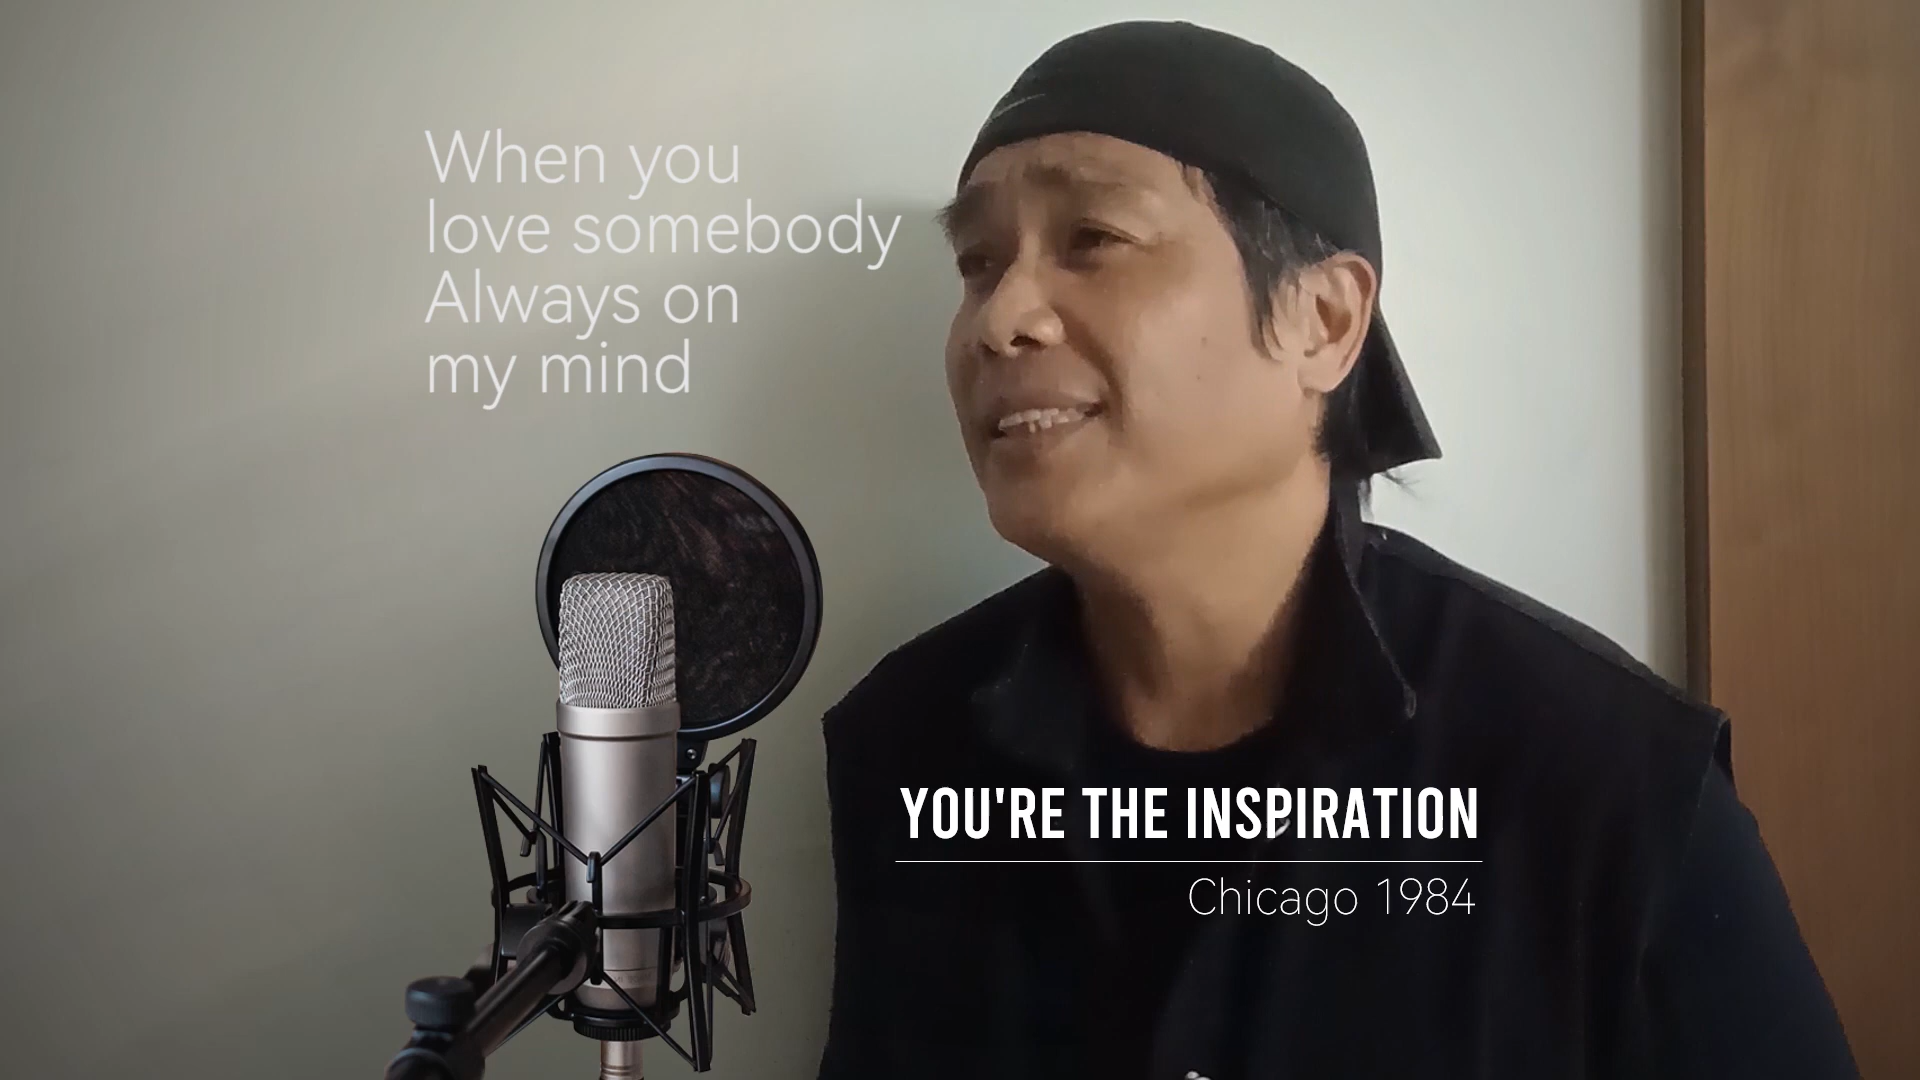 When you
love somebody
Always on
my mind
YOU'RE THE INSPIRATION
Chicago 1984